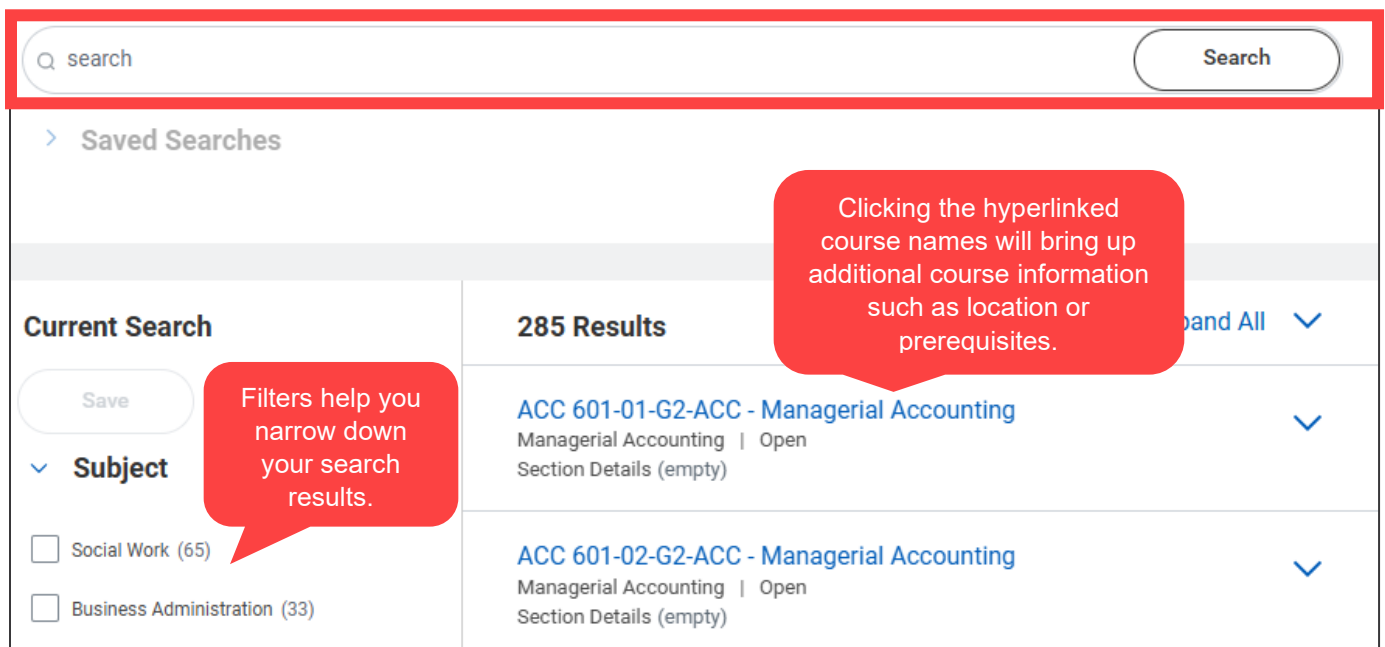 search
Search
Saved Searches
Clicking the hyperlinked
course names will bring up
additional course information
such as location or
prerequisites.
Current Search
285 Results
All
Save
Filters help you
narrow down
your search
results.
Subject
ACC 601-01-G2-ACC - Managerial Accounting
Managerial Accounting | Open
Section Details (empty)
Social Work (65)
Business Administration (33)
ACC 601-02-G2-ACC - Managerial Accounting
Managerial Accounting | Open
Section Details (empty)